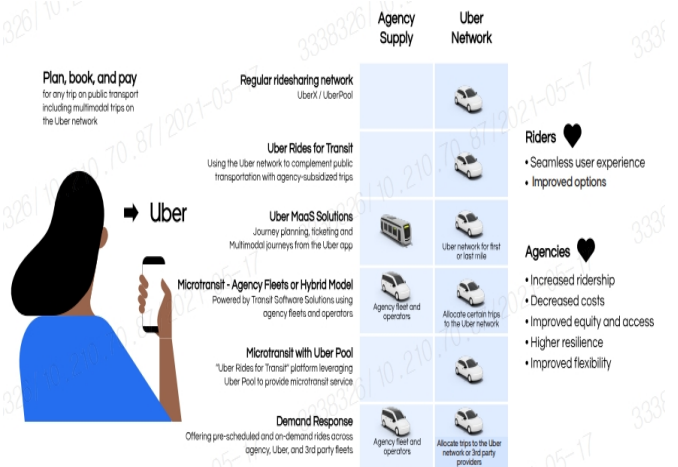 Agency
Supply
Uber
Network
Plan, book, and pay
for any trip on public transport
including multimodal trips on
the Uber network
Uber
Regular ridesharing network
UberX / UberPool
Uber Rides for Transit
Using the Uber network to complement public
transportation with agency-subsidized trips
Uber MaaS Solutions
Journey planning, ticketing and
Multimodal journeys from the Uber app
Uber network for first
or last mile
Microtransit - Agency Fleets or Hybrid Model
Powered by Transit Software Solutions using
agency fleets and operators
Agency fleet and
operators
Allocate certain trips
to the Uber network
Microtransit with Uber Pool
"Uber Rides for Transit" platform leveraging
Uber Pool to provide microtransit service
Demand Response
Offering pre-scheduled and on-demand rides across
agency, Uber, and 3rd party fleets
Agency fleet and
operators
Allocate trips to the Uber
network or 3rd party
providers
Riders
• Seamless user experience
• Improved options
Agencies
• Increased ridership
• Decreased costs
• Improved equity and access
• Higher resilience
• Improved flexibility
3338326/10.210.70.87/2021-05-17